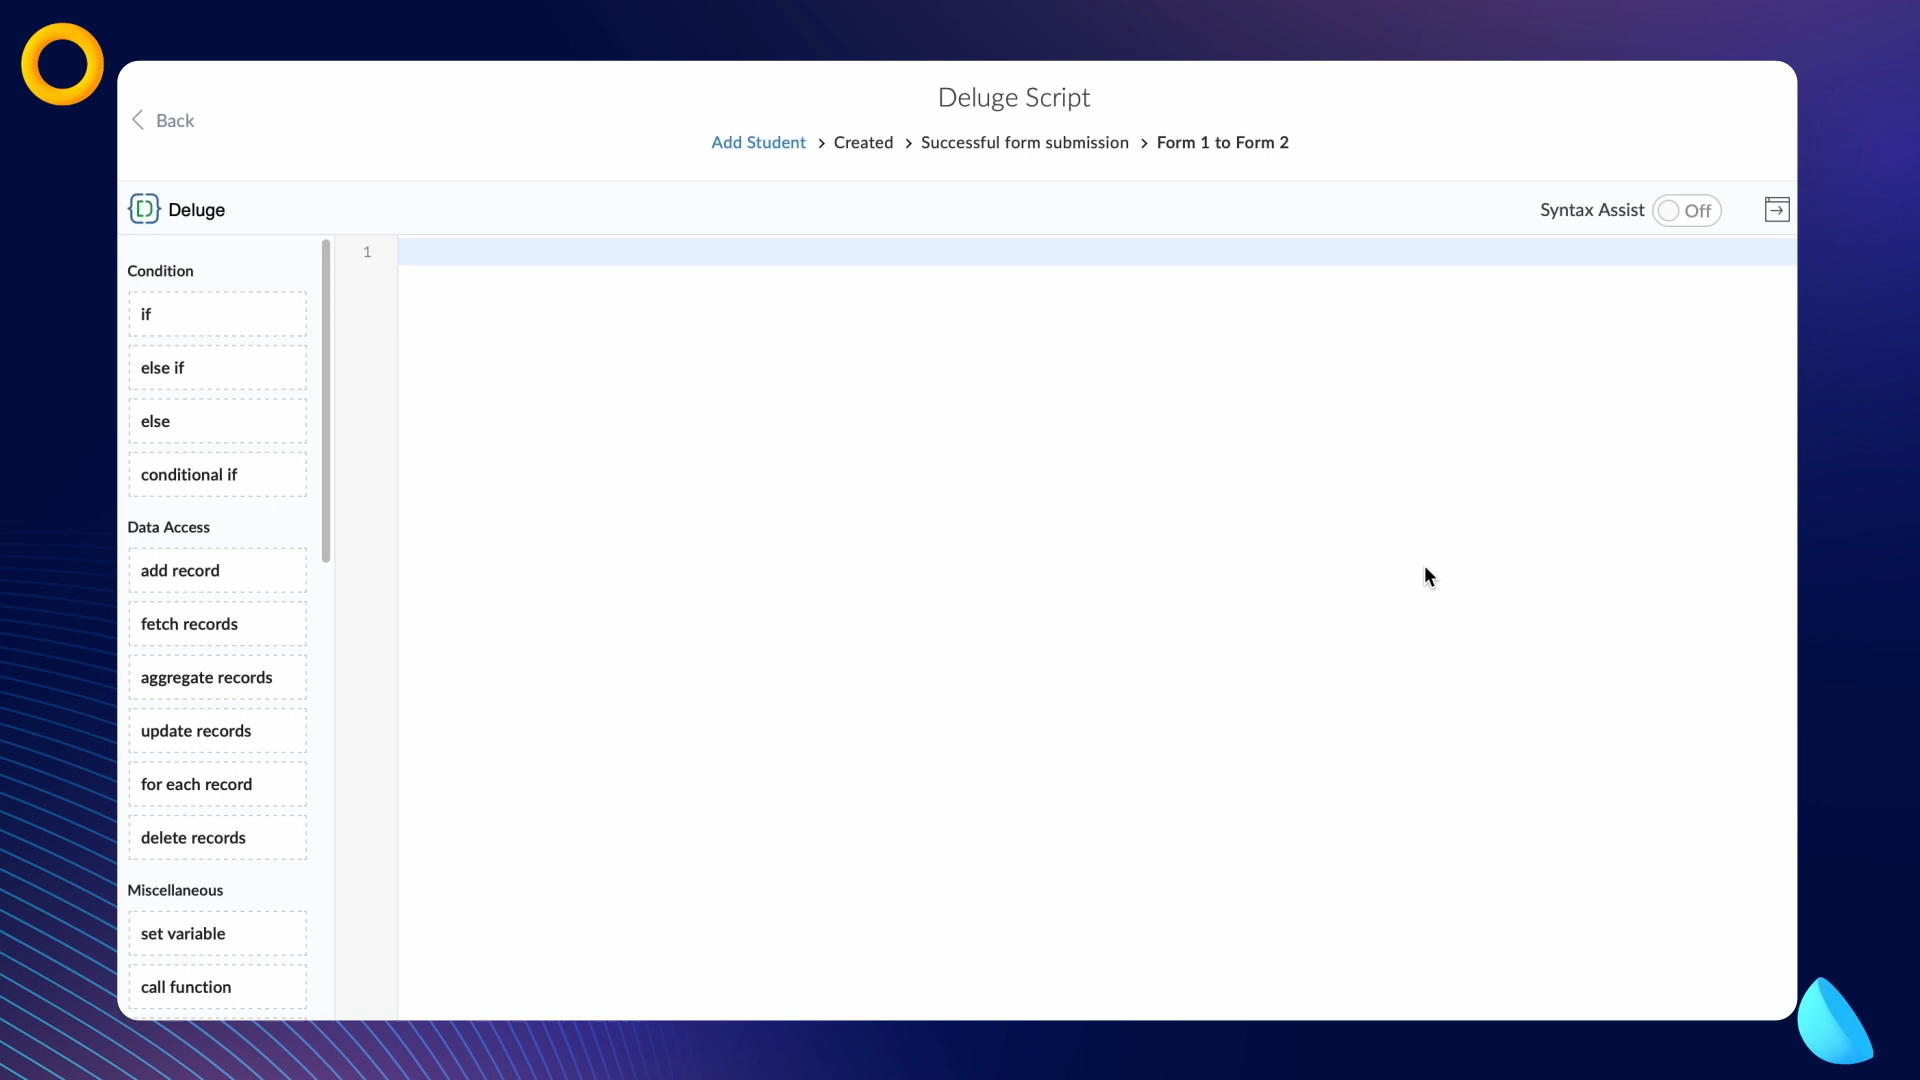 Deluge Script
Back
Add Student > Created > Successful form submission > Form 1 to Form 2
Deluge
Syntax Assist Off
1
Condition
if
else if
else
conditional if
Data Access
add record
fetch records
aggregate records
update records
for each record
delete records
Miscellaneous
set variable
call function